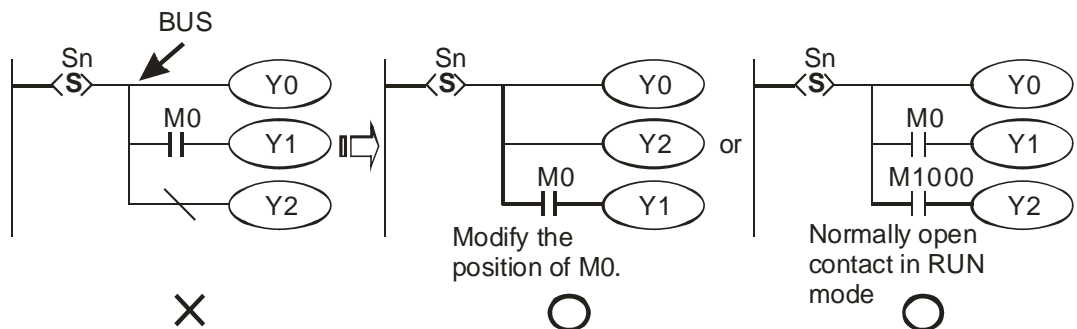 BUS
Sn
S
Y0
M0
Y1
Y2
Sn
S
Y0
Y2
M0
Y1
Modify the
position of M0.
or
Sn
S
Y0
M0
Y1
M1000
Y2
Normally open
contact in RUN
mode